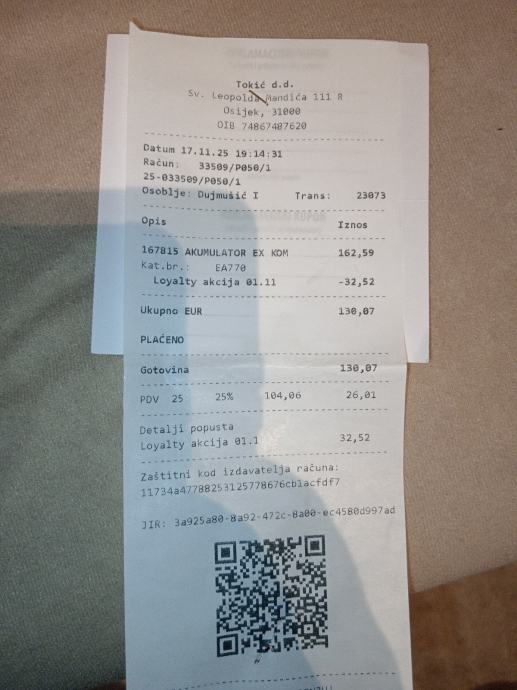 Tokić d.d.
Sv. Leopolda Mandića 111 R
Osijek, 31000
OIB 74867487620
Datum 17.11.25 19:14:31
Račun: 33509/P050/1
25-033509/P050/1
Osoblje: Dujmušić I Trans: 23073
Opis Iznos
167815 AKUMULATOR EX KOM 162,59
Kat.br.: EA770
Loyalty akcija 01.11 -32,52
Ukupno EUR 130,07
PLAĆENO
Gotovina 130,07
PDV 25 25% 104,06 26,01
Detalji popusta
Loyalty akcija 01.1 32,52
Zaštitni kod izdavatelja računa:
11734a47788253125778676cb1acfdf7
JIR: 3a925a80-8a92-472c-8a00-ec4580d997ad